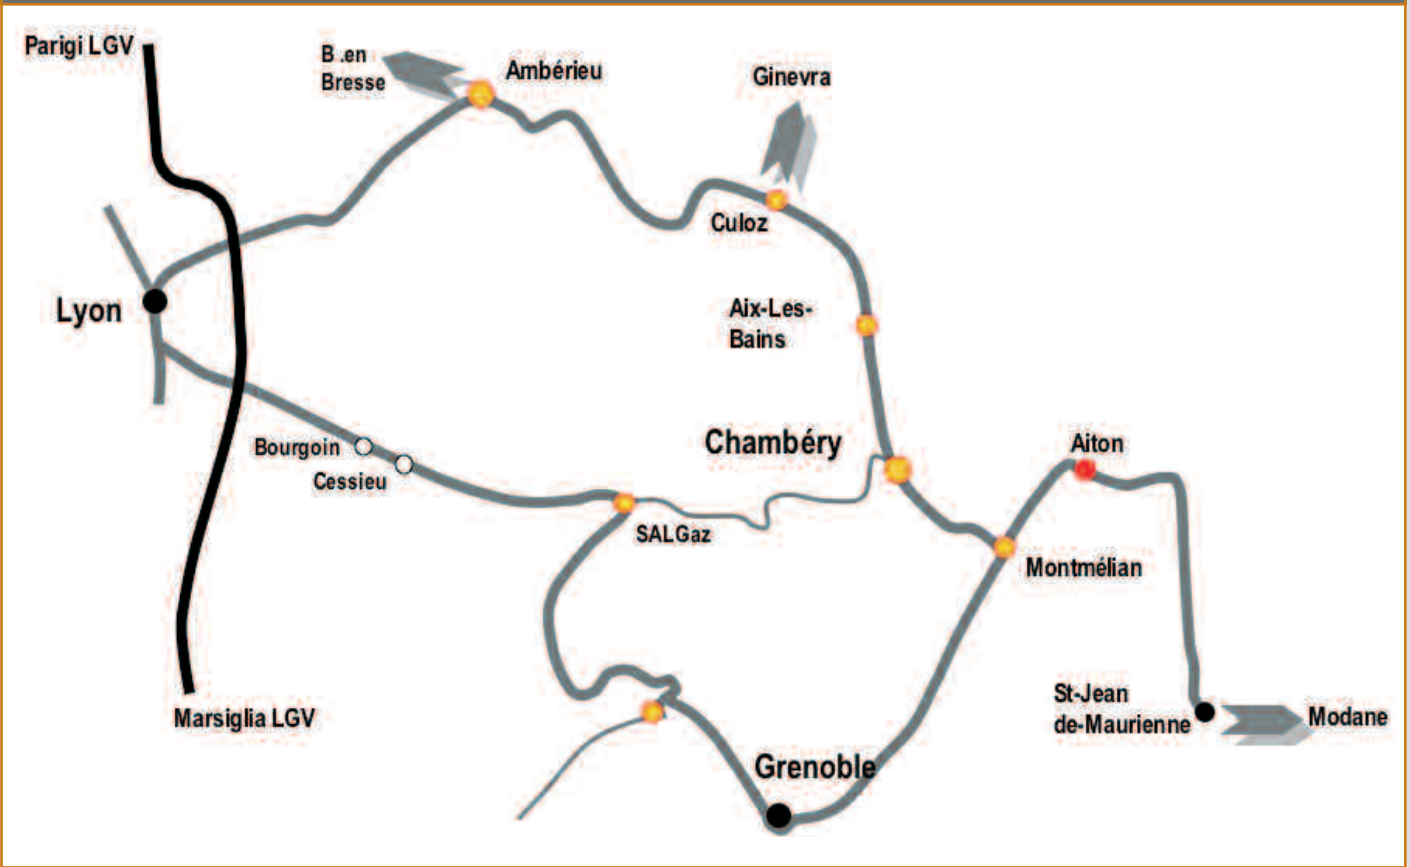 Parigi LGV
B .en
Bresse
Ambérieu
Ginevra
Culoz
Lyon
Aix-Les-
Bains
Chambéry
Aiton
Bourgoin
Cessieu
SALGaz
Montmélian
St-Jean
de-Maurienne
Modane
Marsiglia LGV
Grenoble